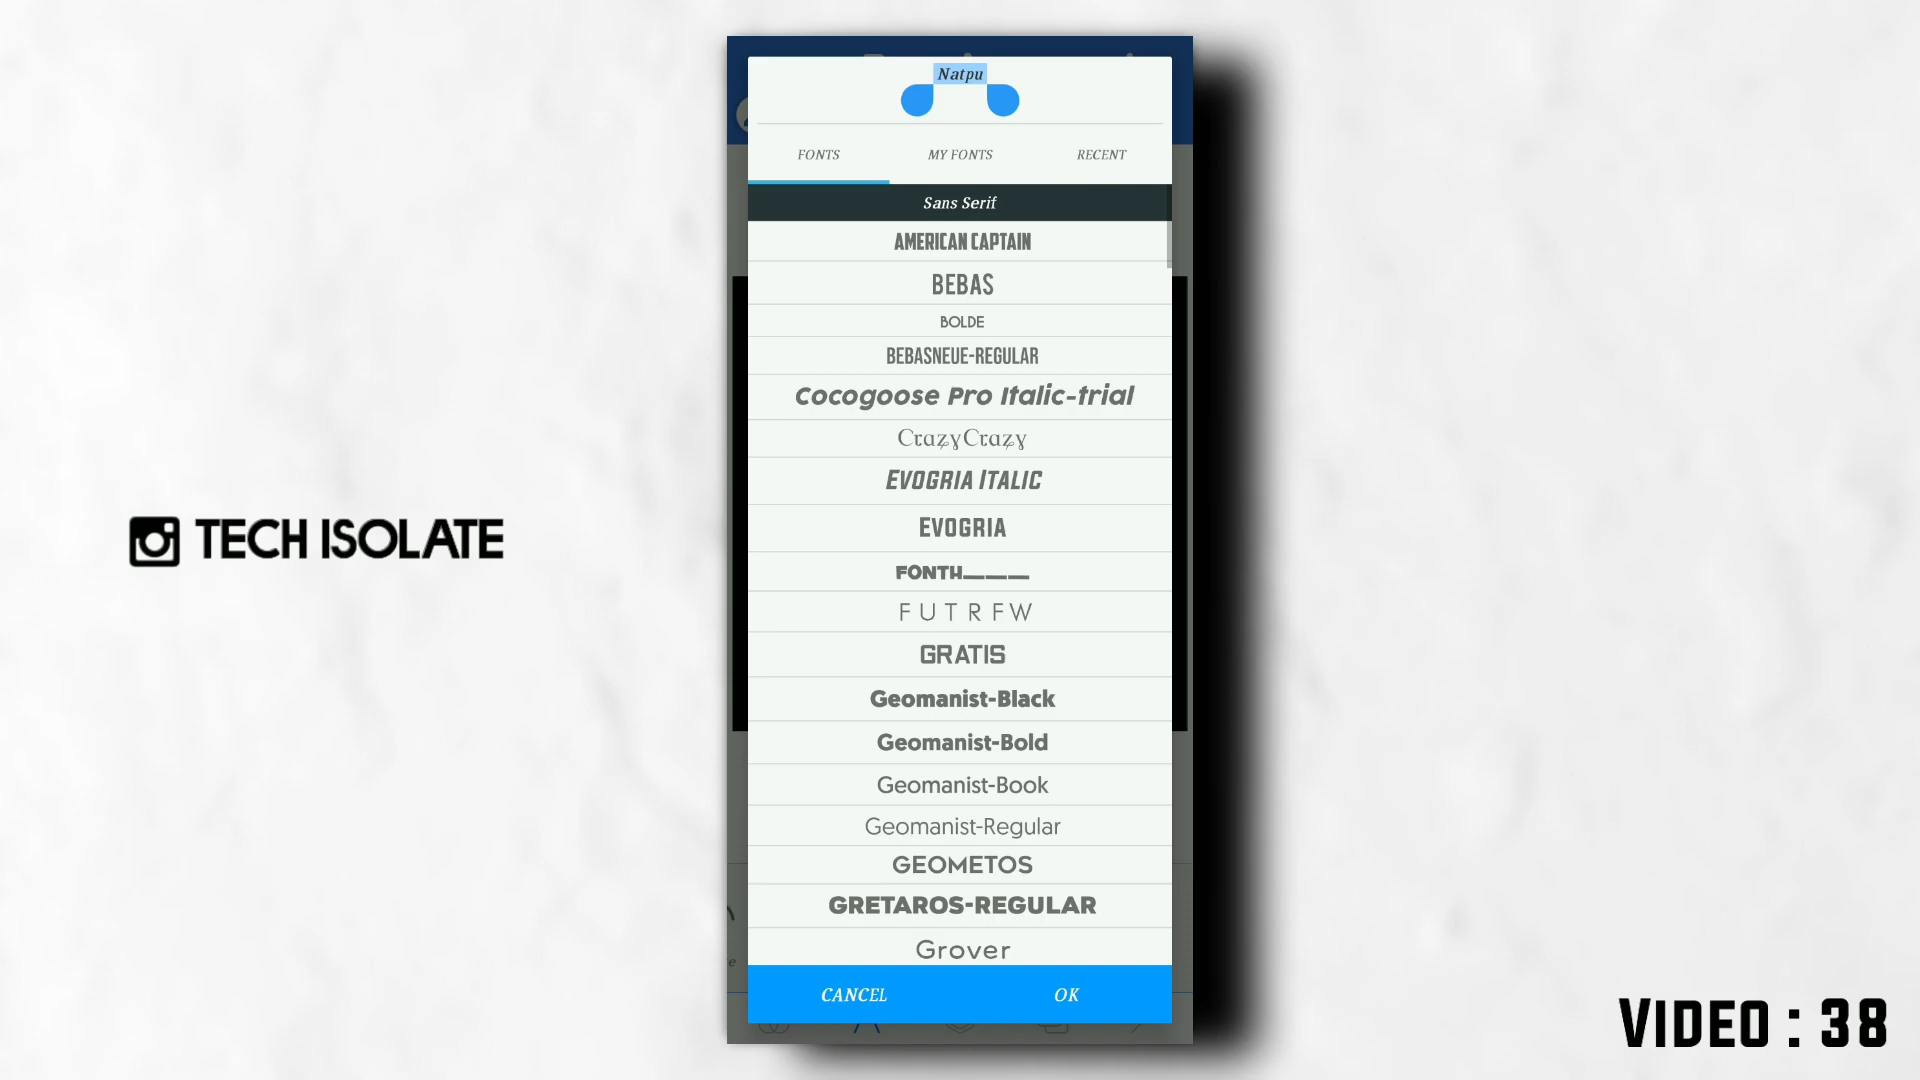 Natpu
FONTS
MY FONTS
RECENT
Sans Serif
AMERICAN CAPTAIN
BEBAS
BOLDE
BEBASNEUE-REGULAR
Cocogoose Pro Italic-trial
CrazyCrazy
EVOGRIA ITALIC
EVOGRIA
FONTH____
FUTRFW
GRATIS
Geomanist-Black
Geomanist-Bold
Geomanist-Book
Geomanist-Regular
GEOMETOS
GRETAROS-REGULAR
Grover
CANCEL
OK
TECH ISOLATE
VIDEO : 38